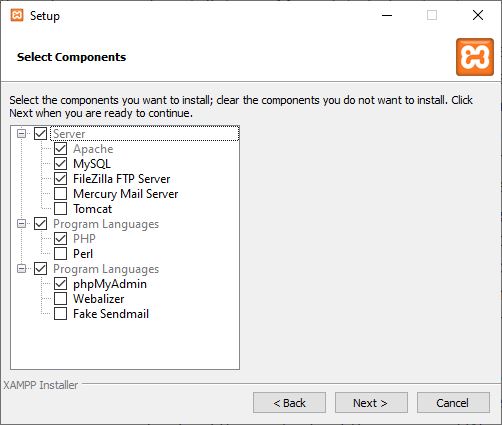 Setup
Select Components
Select the components you want to install; clear the components you do not want to install. Click
Next when you are ready to continue.
Server
Apache
MySQL
FileZilla FTP Server
Mercury Mail Server
Tomcat
Program Languages
PHP
Perl
Program Languages
phpMyAdmin
Webalizer
Fake Sendmail
XAMPP Installer
< Back
Next >
Cancel